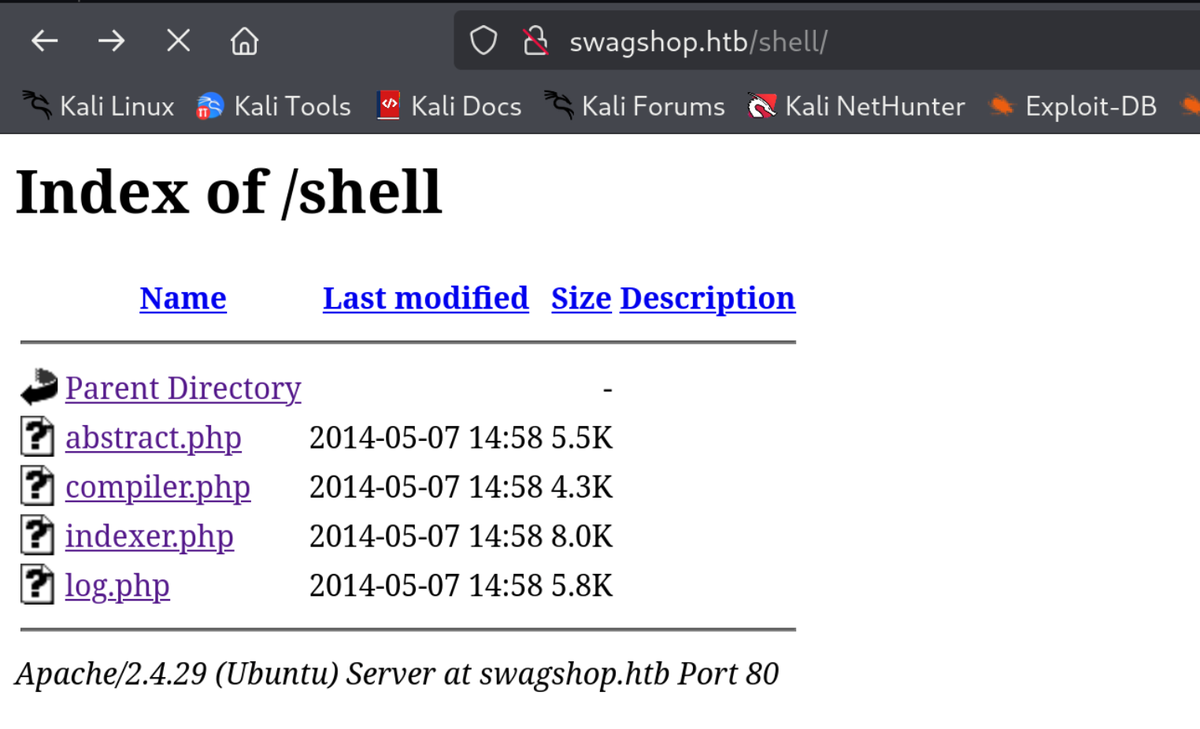 swagshop.htb/shell/
Kali Linux Kali Tools Kali Docs Kali Forums Kali NetHunter Exploit-DB
Index of /shell
Name Last modified Size Description
Parent Directory -
abstract.php 2014-05-07 14:58 5.5K
compiler.php 2014-05-07 14:58 4.3K
indexer.php 2014-05-07 14:58 8.0K
log.php 2014-05-07 14:58 5.8K
Apache/2.4.29 (Ubuntu) Server at swagshop.htb Port 80